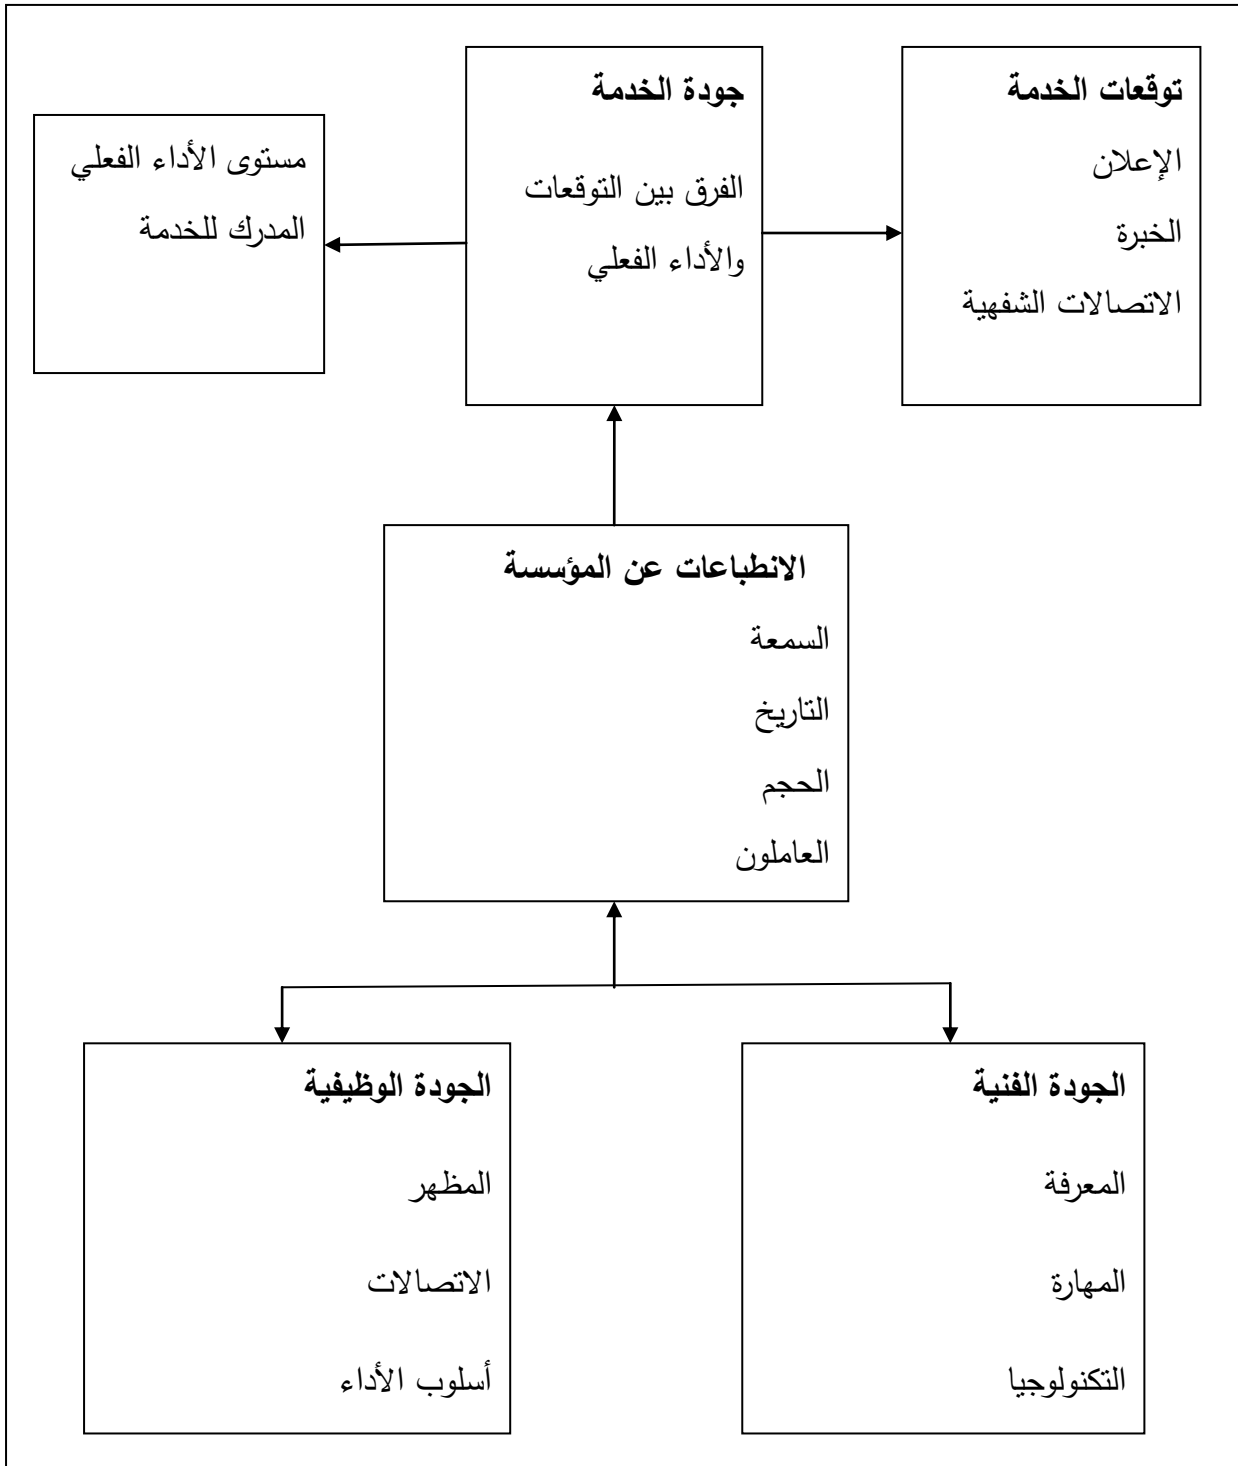 توقعات الخدمة
الإعلان
الخبرة
الاتصالات الشفهية
جودة الخدمة
الفرق بين التوقعات
والأداء الفعلي
مستوى الأداء الفعلي
المدرك للخدمة
الانطباعات عن المؤسسة
السمعة
التاريخ
الحجم
العاملون
الجودة الفنية
المعرفة
المهارة
التكنولوجيا
الجودة الوظيفية
المظهر
الاتصالات
أسلوب الأداء